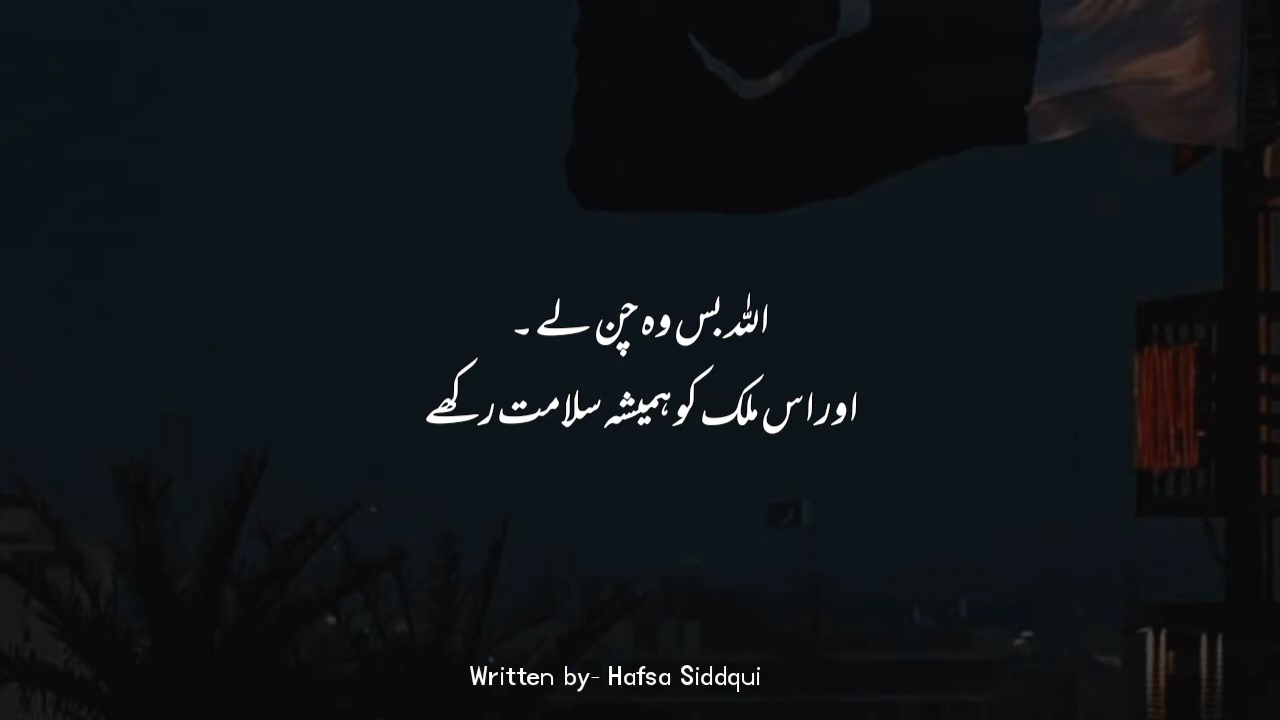 اللہ بس وہ چن لے ۔
اور اس ملک کو ہمیشہ سلامت رکھے
Written by- Hafsa Siddqui